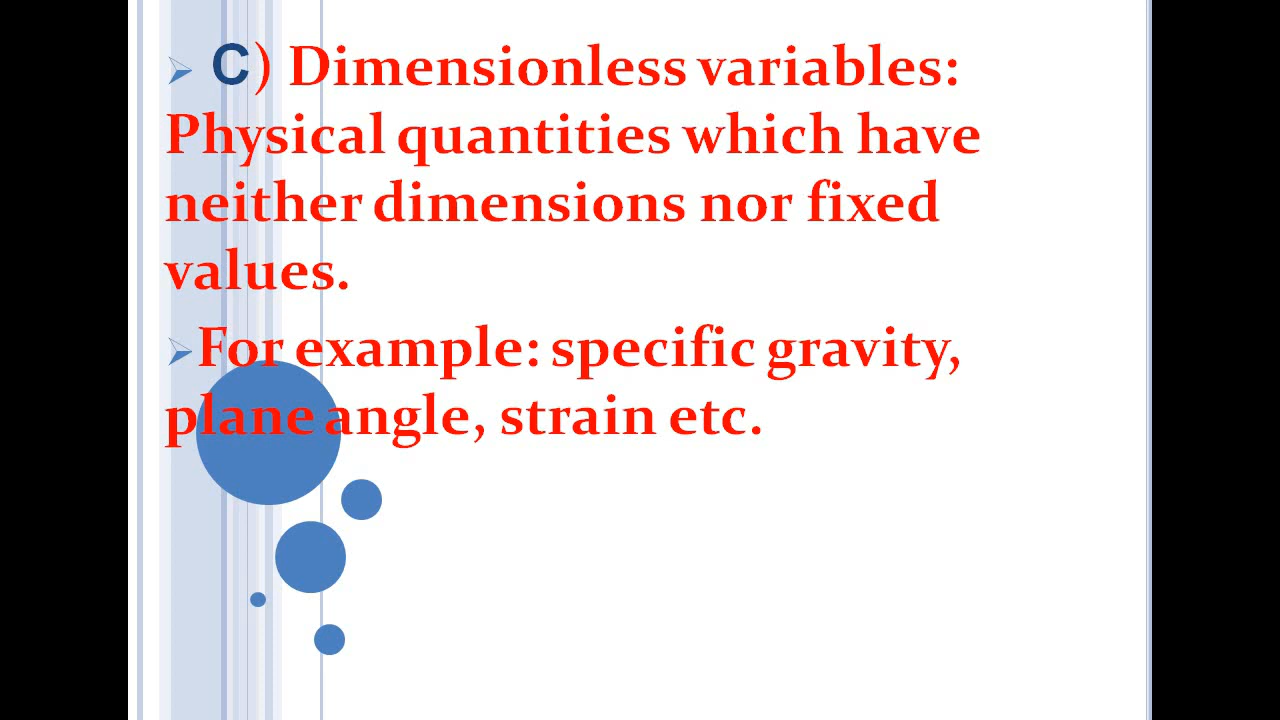 C) Dimensionless variables:
Physical quantities which have
neither dimensions nor fixed
values.
For example: specific gravity,
plane angle, strain etc.